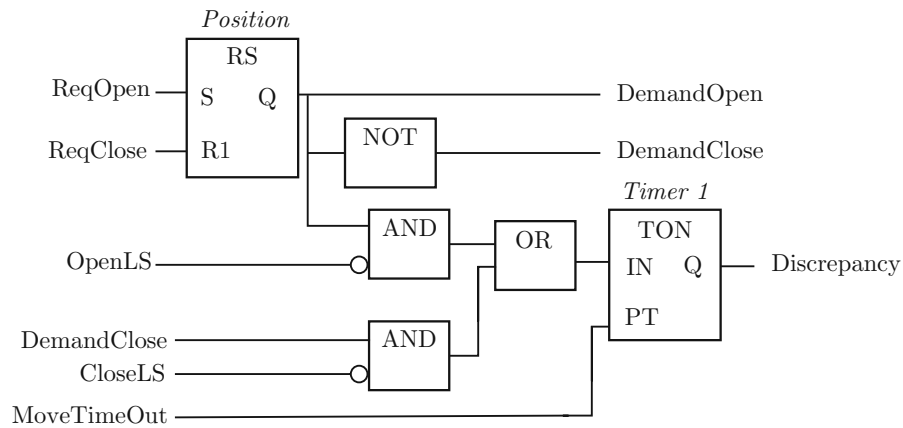 Position
RS
ReqOpen
S
Q
DemandOpen
ReqClose
R1
NOT
DemandClose
Timer 1
AND
OR
TON
OpenLS
IN
Q
Discrepancy
PT
DemandClose
AND
CloseLS
MoveTimeOut